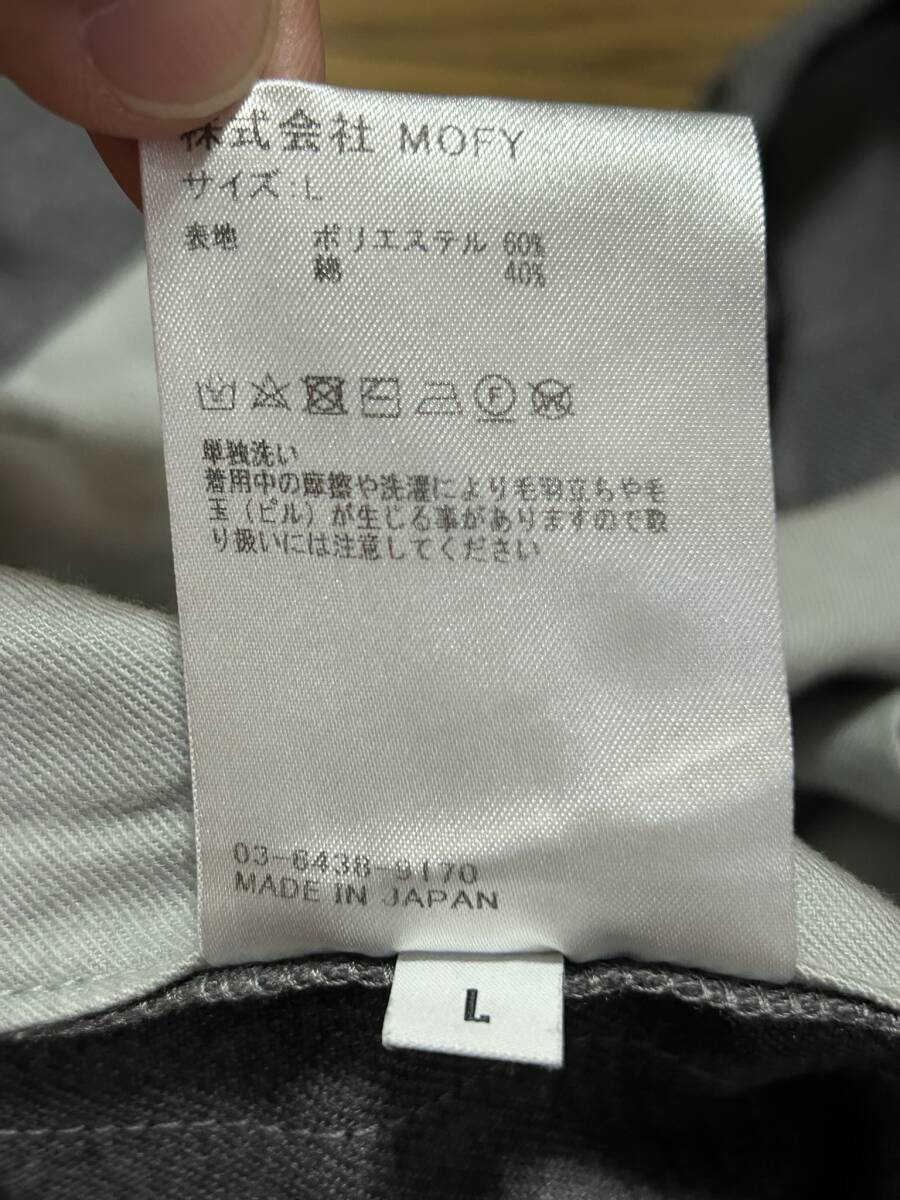 株式会社 MOFY
サイズ:L
表地 ポリエステル 60%
綿 40%
F
W
単独洗い
着用中の摩擦や洗濯により毛羽立ちや毛
玉(ピル)が生じる事がありますので取
り扱いには注意してください
03-6438-9170
MADE IN JAPAN
L